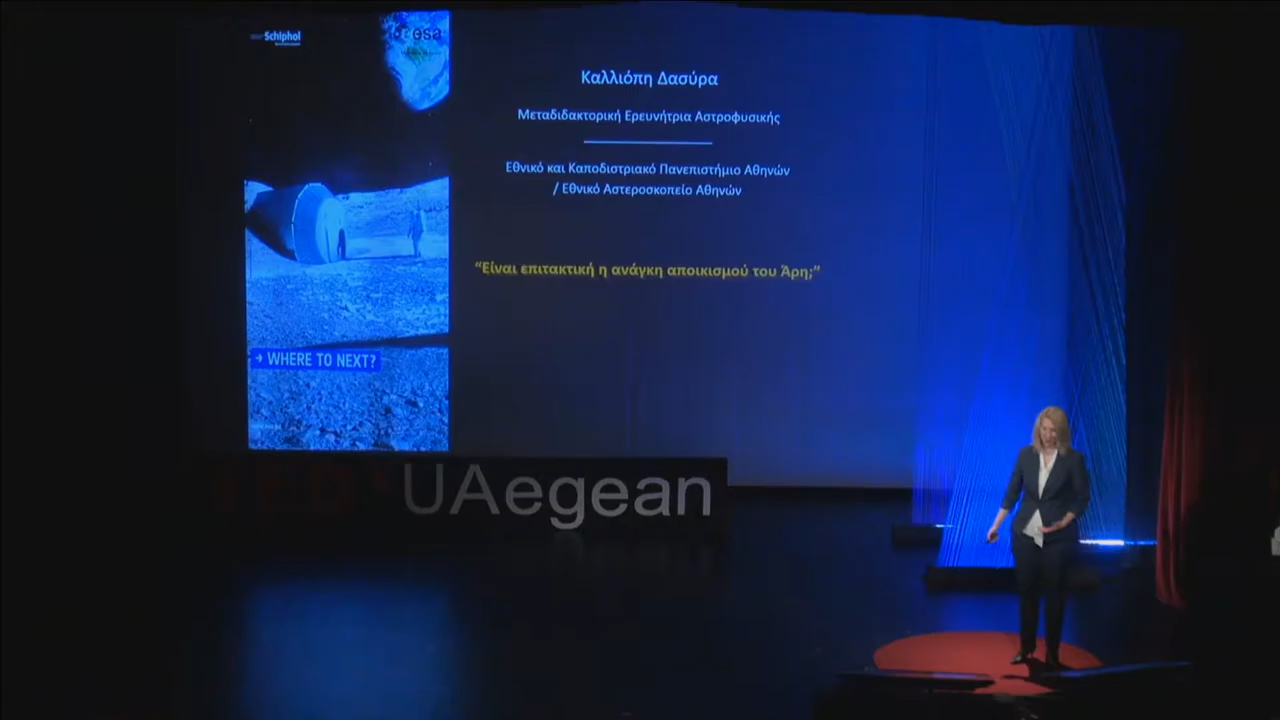 Schiphol
esa
Καλλιόπη Δασύρα
Μεταδιδακτορική Ερευνήτρια Αστροφυσικής
Εθνικό και Καποδιστριακό Πανεπιστήμιο Αθηνών
/ Εθνικό Αστεροσκοπείο Αθηνών
“Είναι επιτακτική η ανάγκη αποικισμού του Άρη;”
→ WHERE TO NEXT?
TEDxUAegean